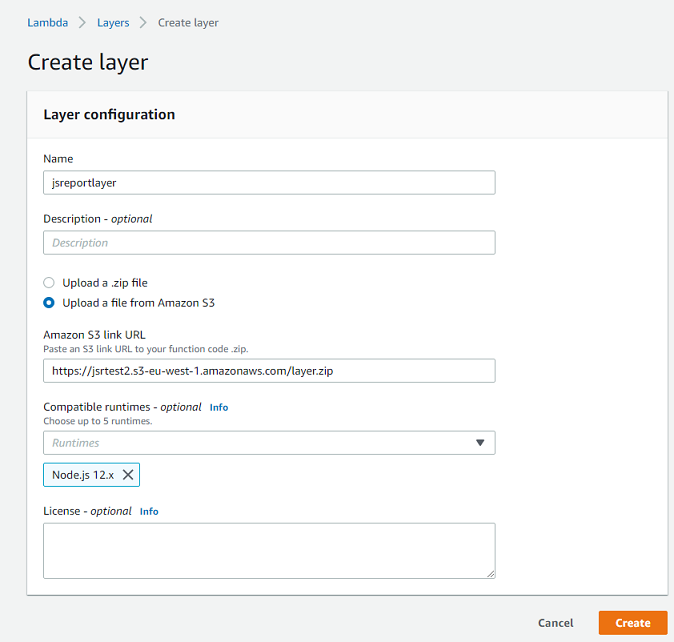 Lambda > Layers > Create layer
Create layer
Layer configuration
Name
jsreportlayer
Description - optional
Description
Upload a .zip file
Upload a file from Amazon S3
Amazon S3 link URL
Paste an S3 link URL to your function code .zip.
https://jsrtest2.s3-eu-west-1.amazonaws.com/layer.zip
Compatible runtimes - optional Info
Choose up to 5 runtimes.
Runtimes
Node.js 12.x
License - optional Info
Cancel Create